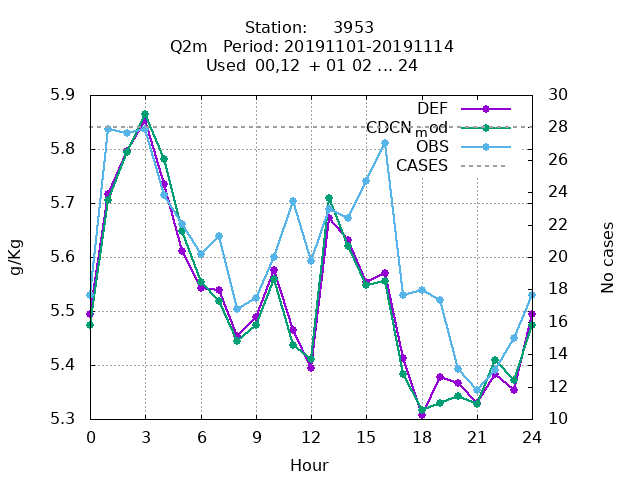 Station: 3953
Q2m Period: 20191101-20191114
Used 00,12 + 01 02 ... 24
5.9
5.8
5.7
5.6
5.5
5.4
5.3
g/Kg
DEF
CDCN_mod
OBS
CASES
30
28
26
24
22
20
18
16
14
12
10
No cases
0 3 6 9 12 15 18 21 24
Hour